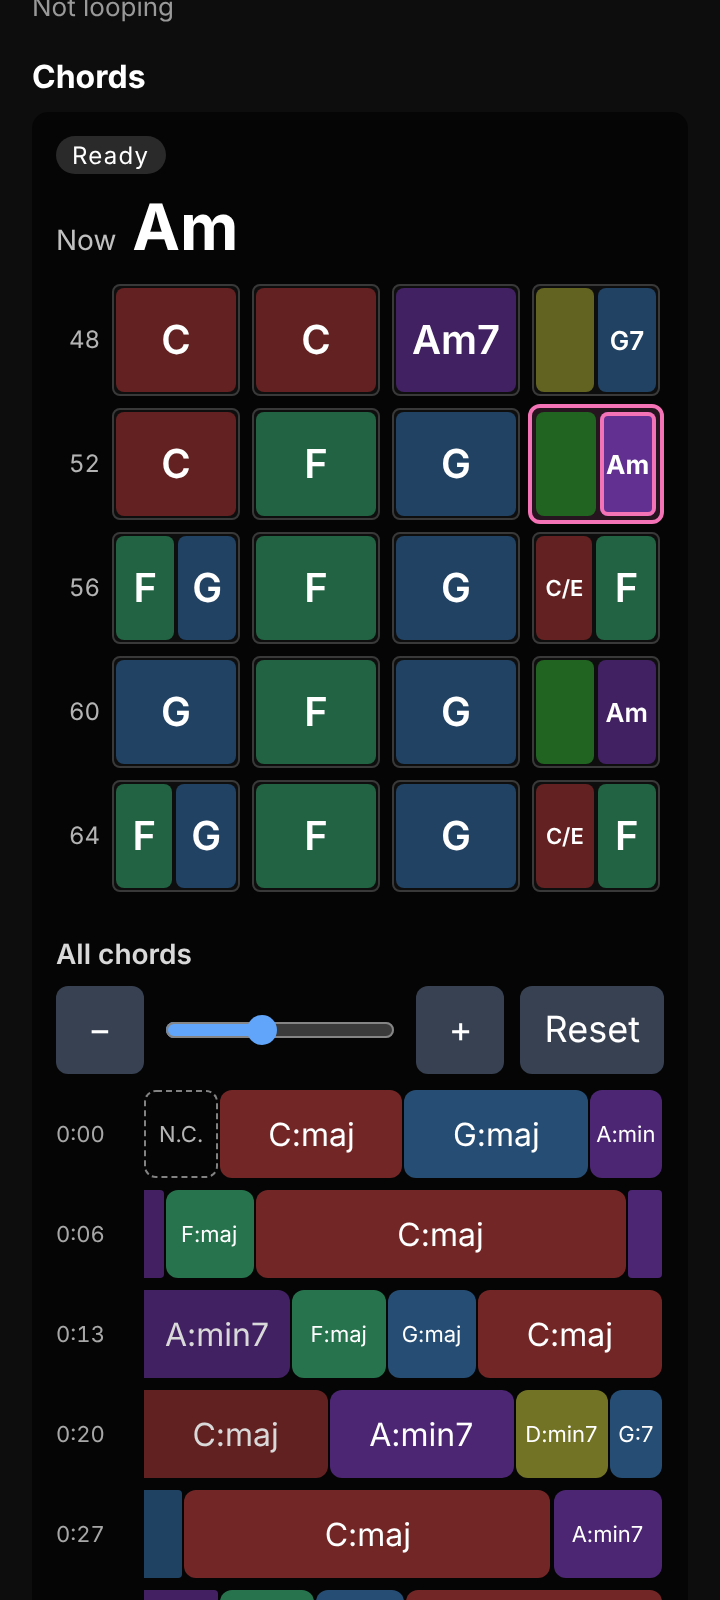 Not looping
Chords
Ready
Now Am
48 C C Am7 G7
52 C F G Am
56 F G F G C/E F
60 G F G Am
64 F G F G C/E F
All chords
− + Reset
0:00 N.C. C:maj G:maj A:min
0:06 F:maj C:maj
0:13 A:min7 F:maj G:maj C:maj
0:20 C:maj A:min7 D:min7 G:7
0:27 C:maj A:min7